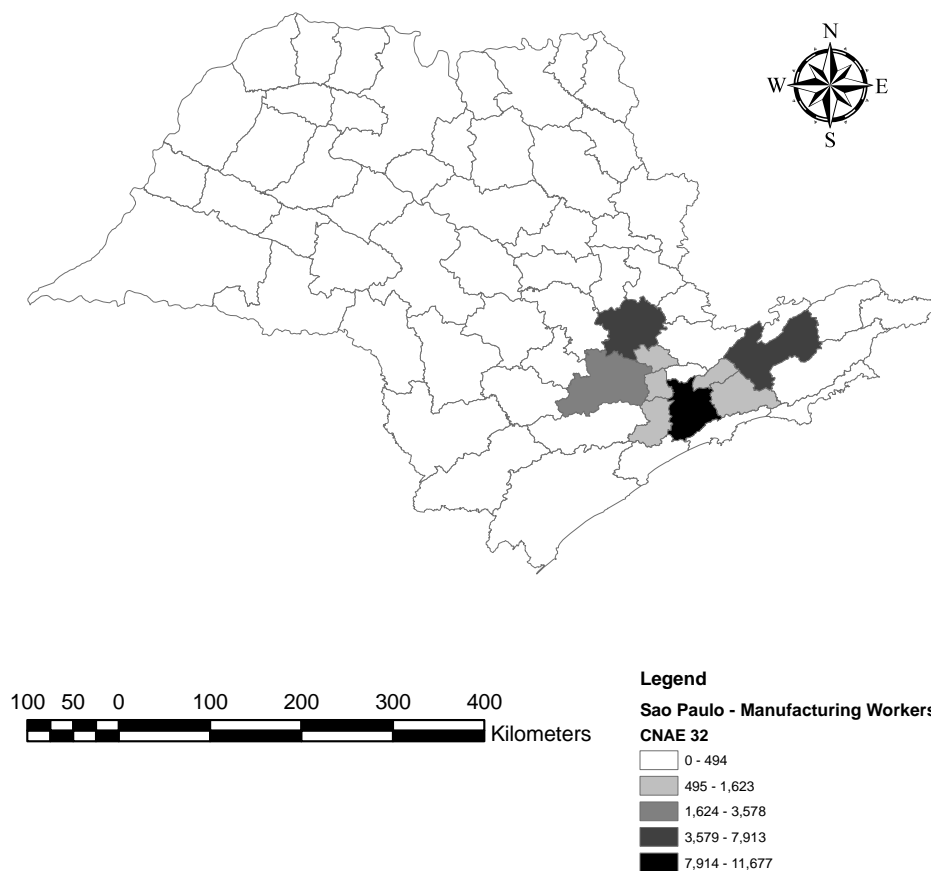 N
W E
S
100 50 0 100 200 300 400
Kilometers
Legend
Sao Paulo - Manufacturing Workers
CNAE 32
0 - 494
495 - 1,623
1,624 - 3,578
3,579 - 7,913
7,914 - 11,677